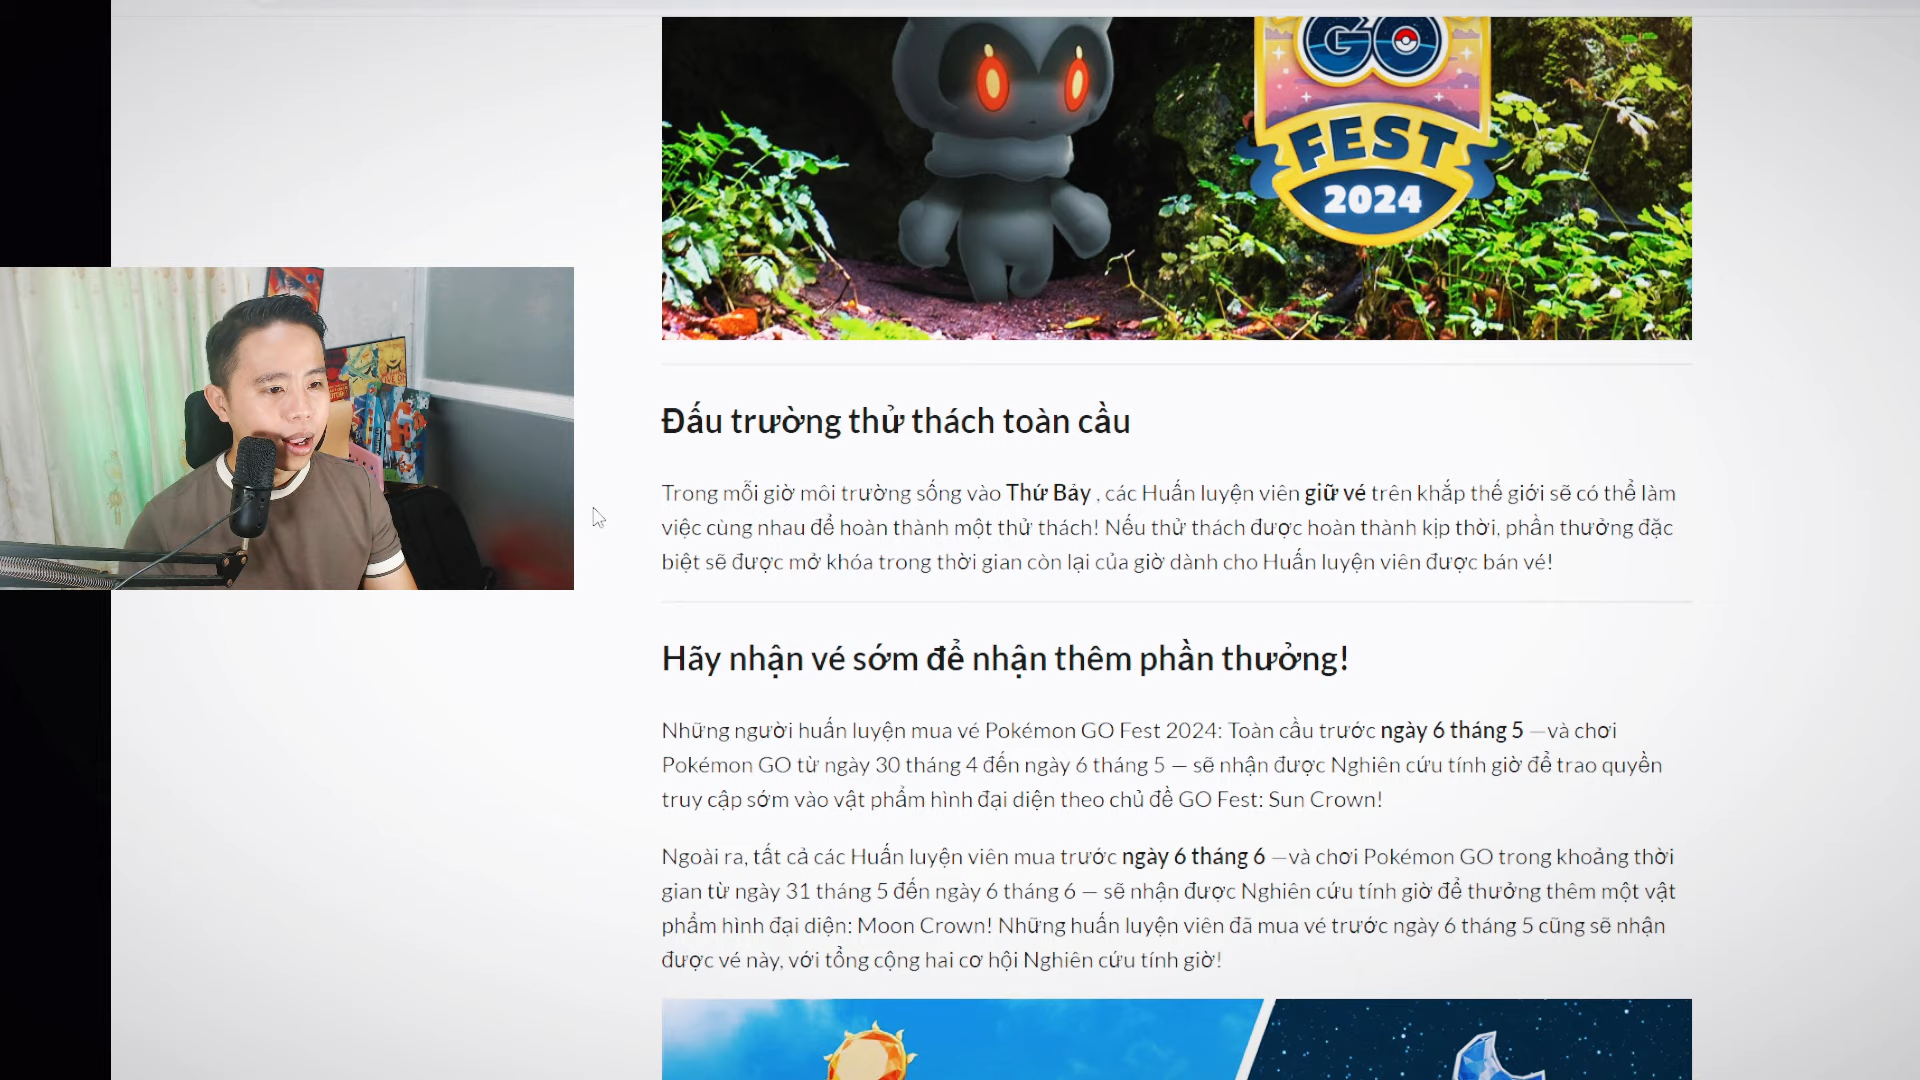 GO
FEST
2024
Đấu trường thử thách toàn cầu
Trong mỗi giờ môi trường sống vào Thứ Bảy , các Huấn luyện viên giữ vé trên khắp thế giới sẽ có thể làm
việc cùng nhau để hoàn thành một thử thách! Nếu thử thách được hoàn thành kịp thời, phần thưởng đặc
biệt sẽ được mở khóa trong thời gian còn lại của giờ dành cho Huấn luyện viên được bán vé!
Hãy nhận vé sớm để nhận thêm phần thưởng!
Những người huấn luyện mua vé Pokémon GO Fest 2024: Toàn cầu trước ngày 6 tháng 5 —và chơi
Pokémon GO từ ngày 30 tháng 4 đến ngày 6 tháng 5 — sẽ nhận được Nghiên cứu tính giờ để trao quyền
truy cập sớm vào vật phẩm hình đại diện theo chủ đề GO Fest: Sun Crown!
Ngoài ra, tất cả các Huấn luyện viên mua trước ngày 6 tháng 6 —và chơi Pokémon GO trong khoảng thời
gian từ ngày 31 tháng 5 đến ngày 6 tháng 6 — sẽ nhận được Nghiên cứu tính giờ để thưởng thêm một vật
phẩm hình đại diện: Moon Crown! Những huấn luyện viên đã mua vé trước ngày 6 tháng 5 cũng sẽ nhận
được vé này, với tổng cộng hai cơ hội Nghiên cứu tính giờ!